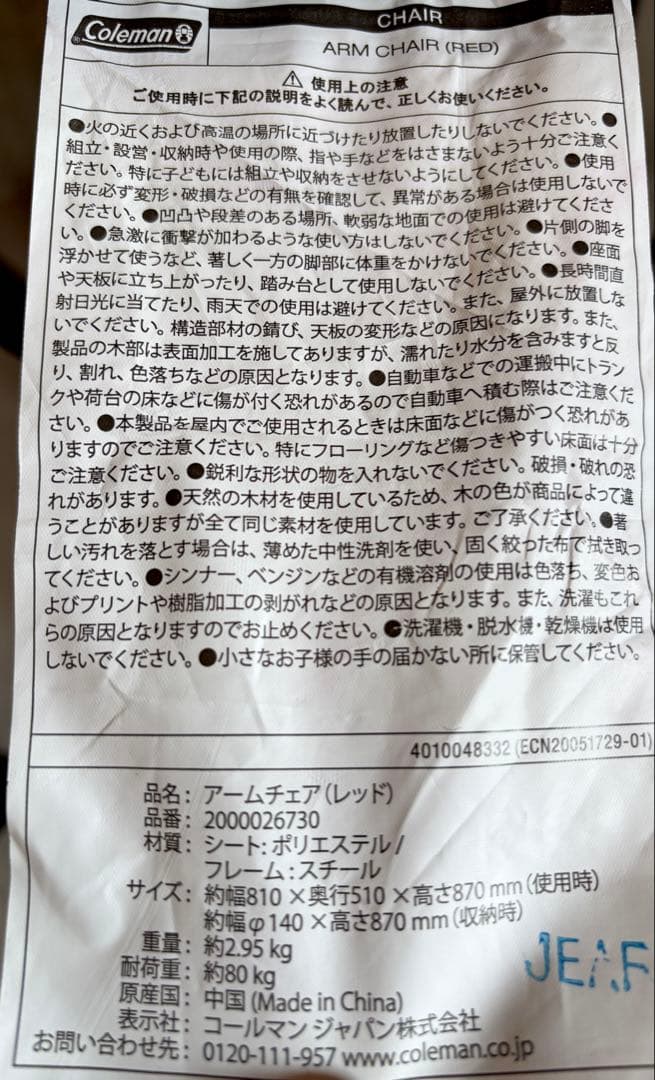 Coleman
CHAIR
ARM CHAIR (RED)
⚠ 使用上の注意
ご使用時に下記の説明をよく読んで、正しくお使いください。
●火の近くおよび高温の場所に近づけたり放置したりしないでください。●
組立・設営・収納時や使用の際、指や手などをはさまないよう十分ご注意く
ださい。特に子どもには組立や収納をさせないようにしてください。●使用
時に必ず変形・破損などの有無を確認して、異常がある場合は使用しないで
ください。●凹凸や段差のある場所、軟弱な地面での使用は避けてくださ
い。●急激に衝撃が加わるような使い方はしないでください。●片側の脚を
浮かせて使うなど、著しく一方の脚部に体重をかけないでください。●座面
や天板に立ち上がったり、踏み台として使用しないでください。●長時間直
射日光に当てたり、雨天での使用は避けてください。また、屋外に放置しな
いでください。構造部材の錆び、天板の変形などの原因になります。また、
製品の木部は表面加工を施してありますが、濡れたり水分を含みますと反
り、割れ、色落ちなどの原因となります。●自動車などでの運搬中にトラン
クや荷台の床などに傷が付く恐れがあるので自動車へ積む際はご注意くだ
さい。●本製品を屋内でご使用されるときは床面などに傷がつく恐れがあ
りますのでご注意ください。特にフローリングなど傷つきやすい床面は十分
ご注意ください。●鋭利な形状の物を入れないでください。破損・破れの恐
れがあります。●天然の木材を使用しているため、木の色が商品によって違
うことがありますが全て同じ素材を使用しています。ご了承ください。●著
しい汚れを落とす場合は、薄めた中性洗剤を使い、固く絞った布で拭き取っ
てください。●シンナー、ベンジンなどの有機溶剤の使用は色落ち、変色お
よびプリントや樹脂加工の剥がれなどの原因となります。また、洗濯もこれ
らの原因となりますのでお止めください。●洗濯機・脱水機・乾燥機は使用
しないでください。●小さなお子様の手の届かない所に保管してください。
4010048332 (ECN20051729-01)
品名：アームチェア（レッド）
品番：2000026730
材質：シート：ポリエステル /
フレーム：スチール
サイズ：約幅810 ×奥行510 ×高さ870 mm（使用時）
約幅φ140 ×高さ870 mm（収納時）
重量：約2.95 kg
耐荷重：約80 kg
原産国：中国 (Made in China)
表示社：コールマン ジャパン株式会社
お問い合わせ先：0120-111-957 www.coleman.co.jp